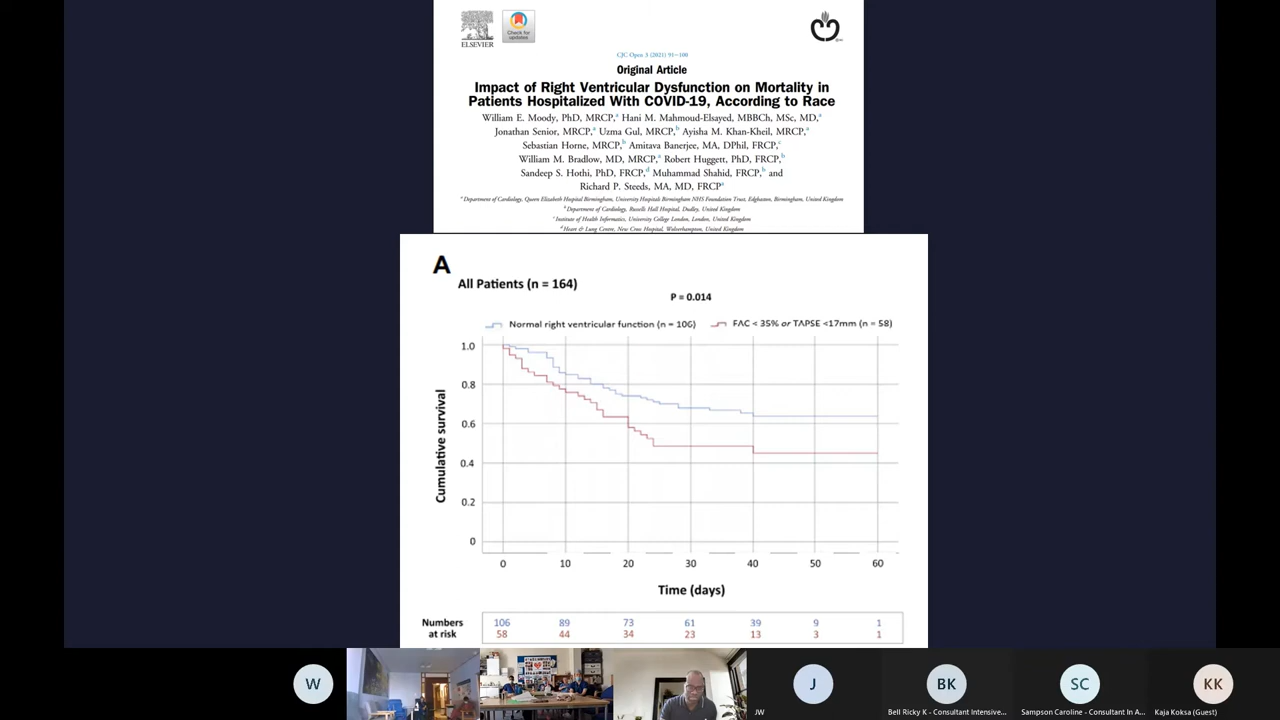 ELSEVIER
Check for
updates
CJC Open 3 (2021) 91–100
Original Article
Impact of Right Ventricular Dysfunction on Mortality in
Patients Hospitalized With COVID-19, According to Race
William E. Moody, PhD, MRCP,a Hani M. Mahmoud-Elsayed, MBBCh, MSc, MD,a
Jonathan Senior, MRCP,a Uzma Gul, MRCP,b Ayisha M. Khan-Kheil, MRCP,a
Sebastian Horne, MRCP,b Amitava Banerjee, MA, DPhil, FRCP,c
William M. Bradlow, MD, MRCP,a Robert Huggett, PhD, FRCP,b
Sandeep S. Hothi, PhD, FRCP,d Muhammad Shahid, FRCP,b and
Richard P. Steeds, MA, MD, FRCPa
a Department of Cardiology, Queen Elizabeth Hospital Birmingham, University Hospitals Birmingham NHS Foundation Trust, Edgbaston, Birmingham, United Kingdom
b Department of Cardiology, Russells Hall Hospital, Dudley, United Kingdom
c Institute of Health Informatics, University College London, London, United Kingdom
d Heart & Lung Centre, New Cross Hospital, Wolverhampton, United Kingdom
A
All Patients (n = 164)
P = 0.014
Normal right ventricular function (n = 106) FAC < 35% or TAPSE <17mm (n = 58)
Cumulative survival
1.0
0.8
0.6
0.4
0.2
0
0 10 20 30 40 50 60
Time (days)
Numbers at risk
106 89 73 61 39 9 1
58 44 34 23 13 3 1
W J BK SC KK
JW Bell Ricky K - Consultant Intensive... Sampson Caroline - Consultant In A... Kaja Koksa (Guest)